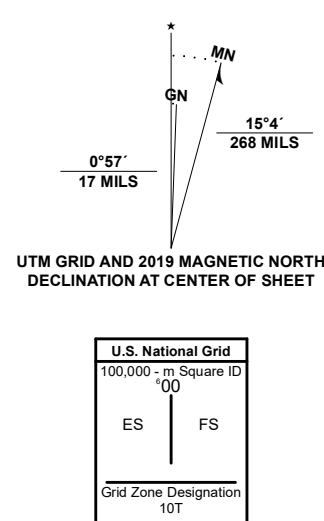 ★
MN
GN
15°4´
268 MILS
0°57´
17 MILS
UTM GRID AND 2019 MAGNETIC NORTH
DECLINATION AT CENTER OF SHEET
U.S. National Grid
100,000 - m Square ID
⁶00
ES FS
Grid Zone Designation
10T